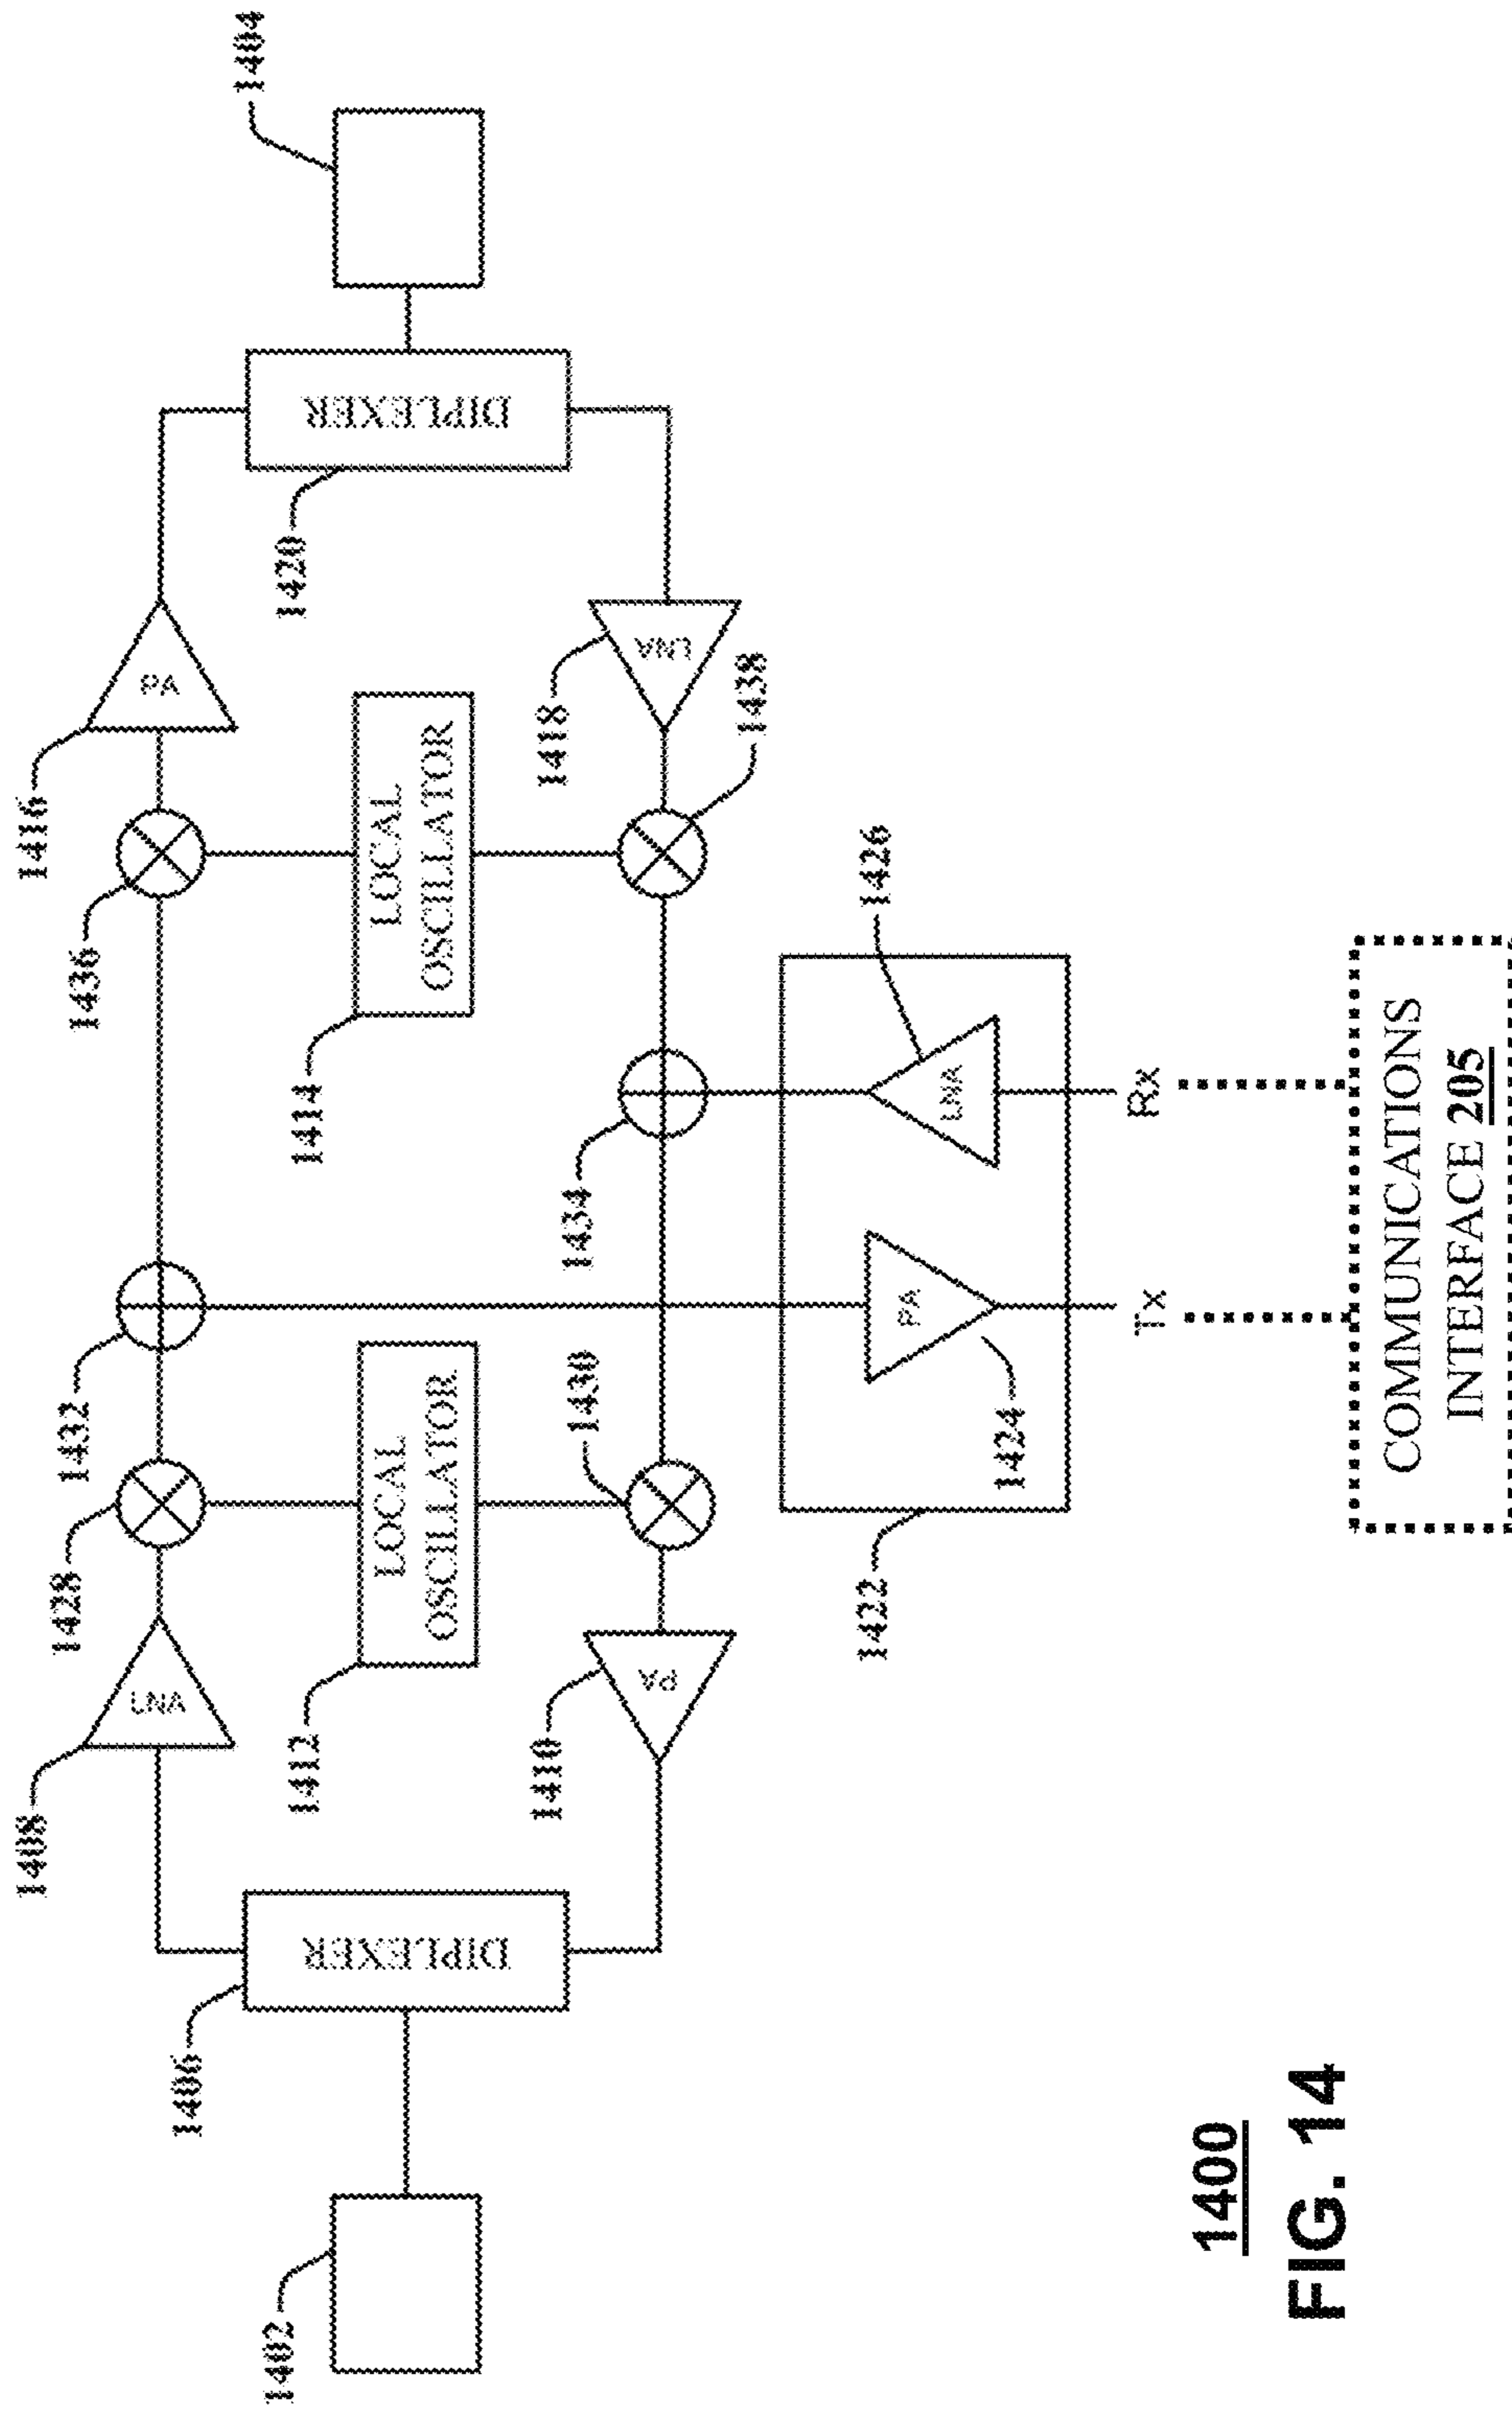 1404
1416
PA
1436
DIPLEXER
1420
LOCAL
OSCILLATOR
1414
LNA
1418
1438
1432
1434
1426
LNA
Rx
1428
LNA
1408
LOCAL
OSCILLATOR
1412
1430
PA
1410
PA
1424
1422
Tx
COMMUNICATIONS
INTERFACE 205
DIPLEXER
1406
1402
1400
FIG. 14